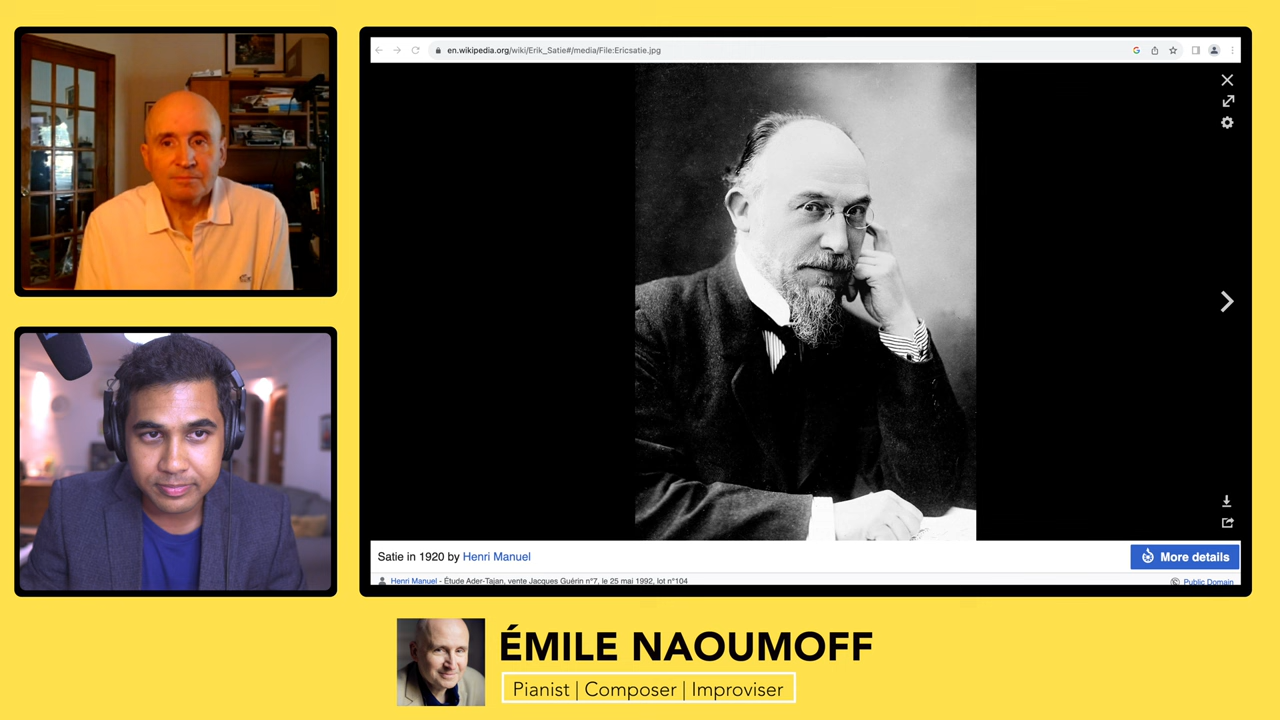 en.wikipedia.org/wiki/Erik_Satie#/media/File:Ericsatie.jpg
Satie in 1920 by Henri Manuel
More details
Henri Manuel - Étude Ader-Tajan, vente Jacques Guérin n°7, le 25 mai 1992, lot n°104
Public Domain
ÉMILE NAOUMOFF
Pianist | Composer | Improviser